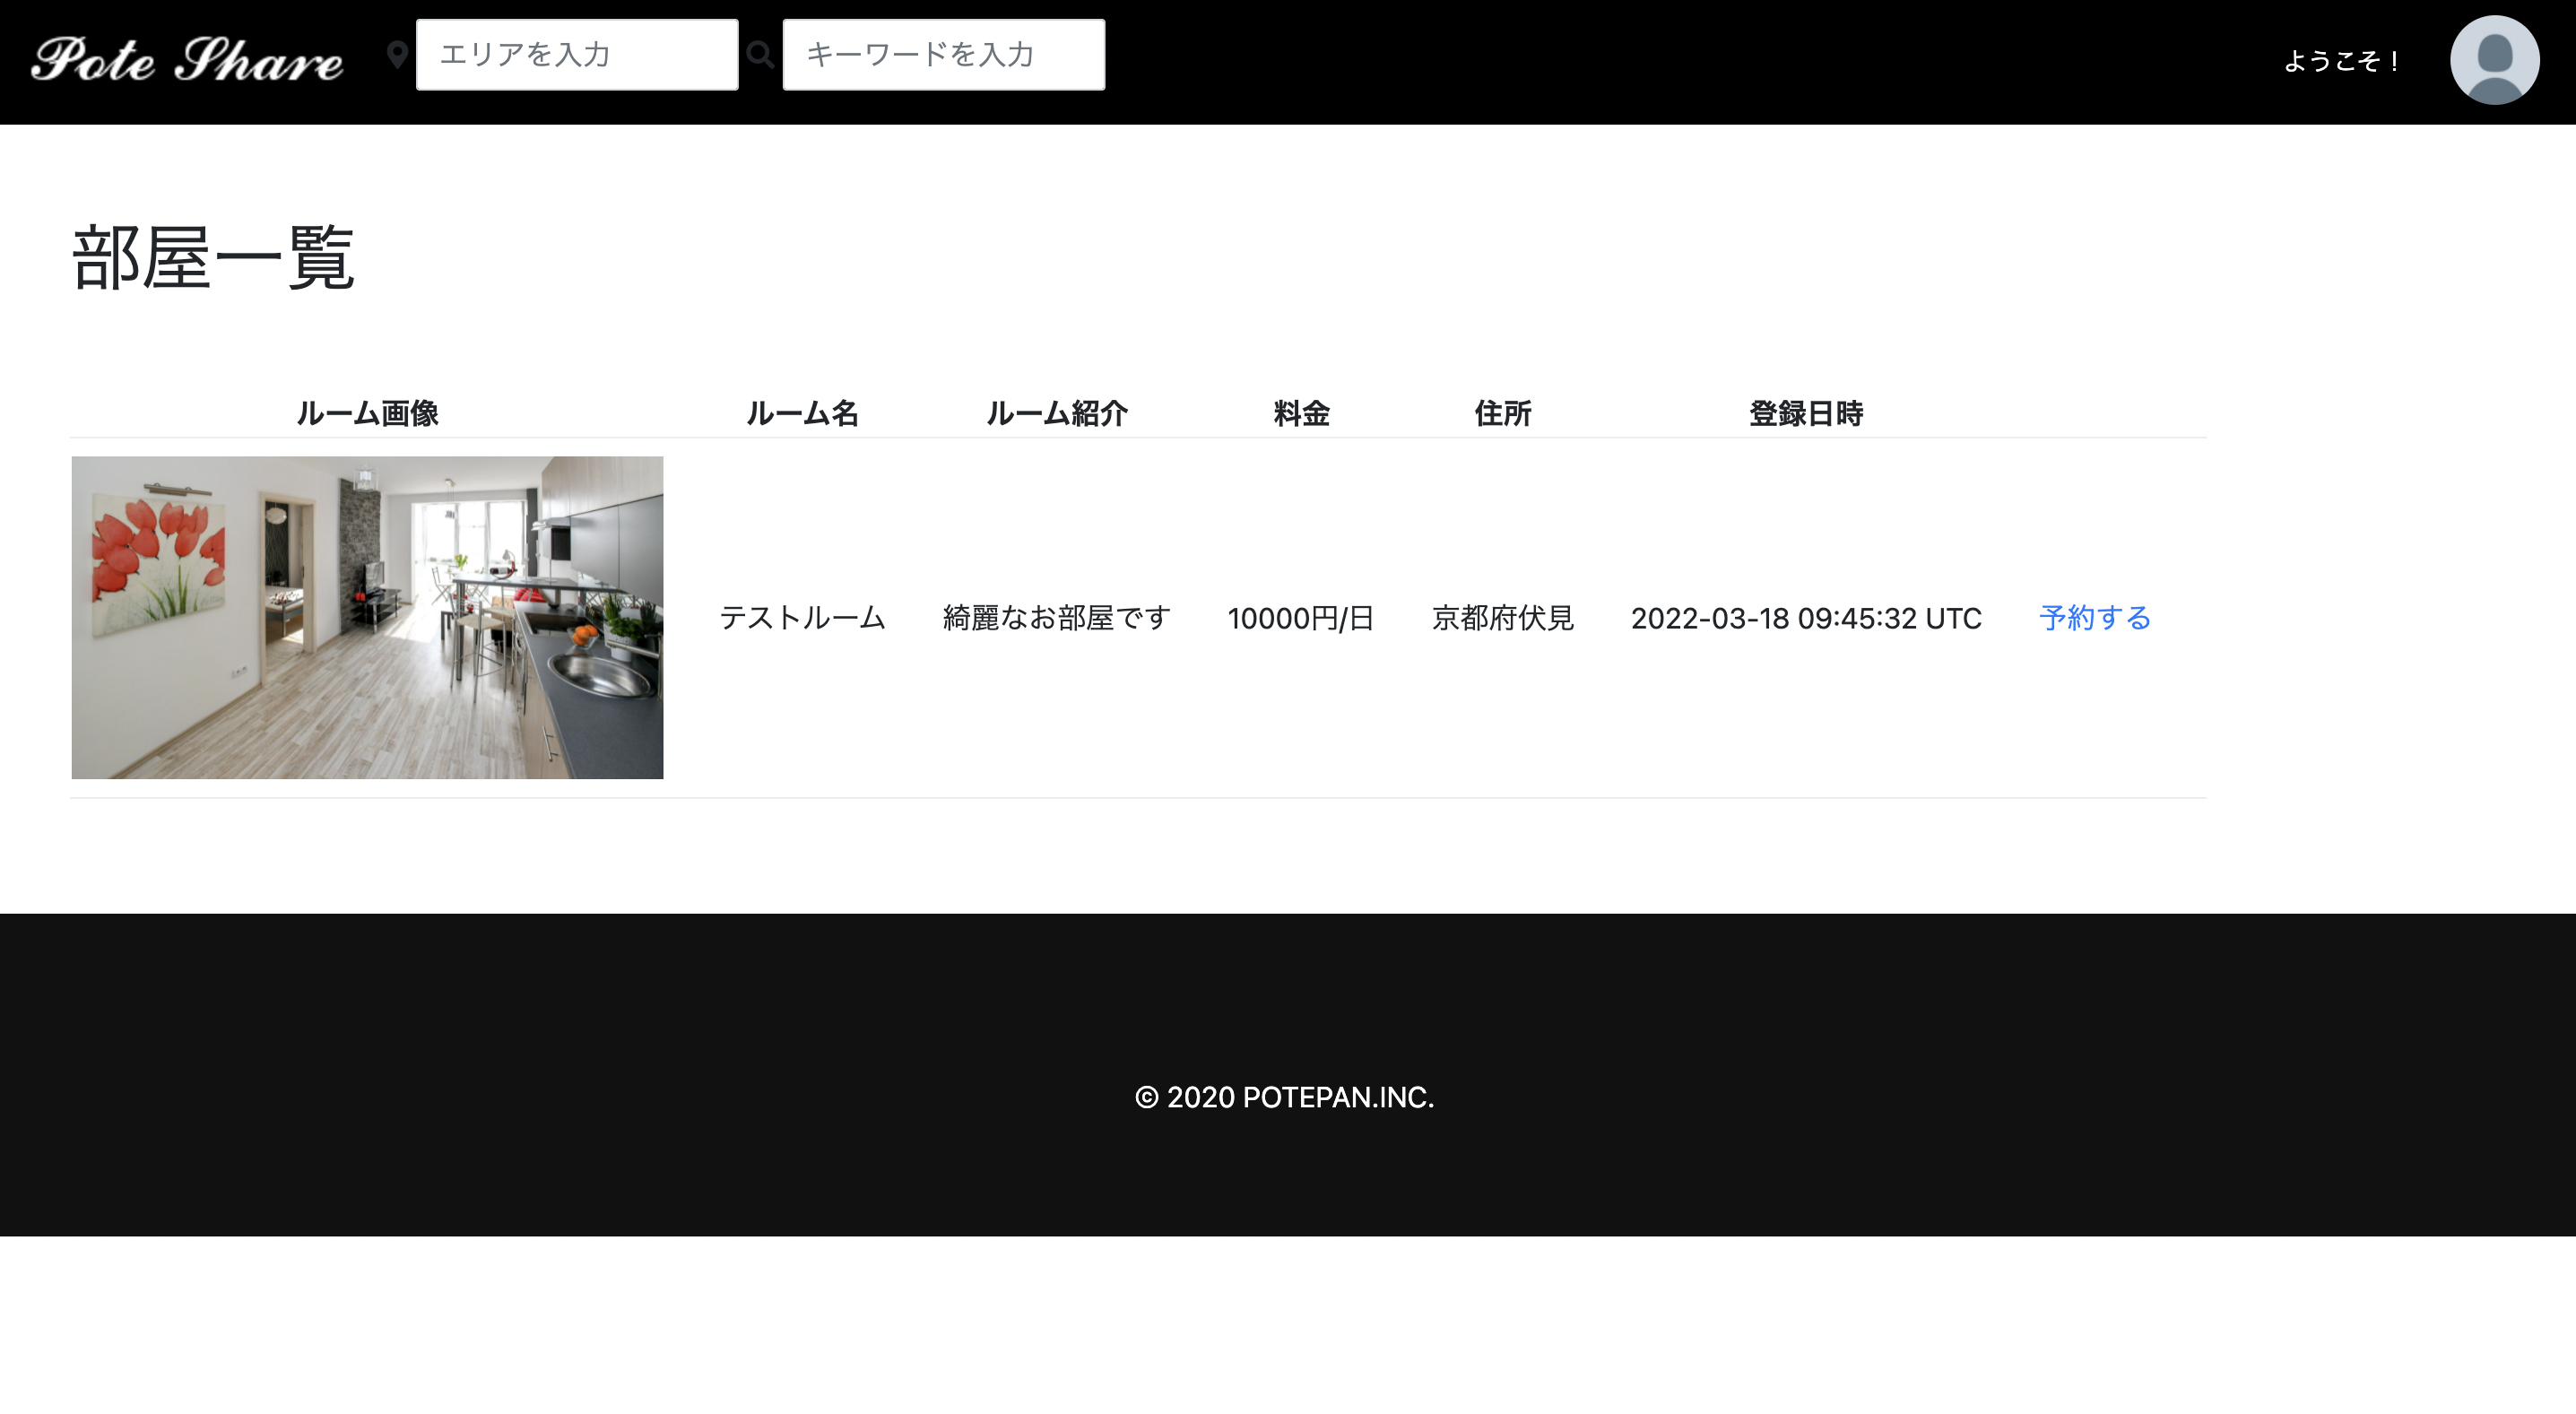 Pote Share エリアを入力 キーワードを入力 ようこそ！
部屋一覧
ルーム画像 ルーム名 ルーム紹介 料金 住所 登録日時
テストルーム 綺麗なお部屋です 10000円/日 京都府伏見 2022-03-18 09:45:32 UTC 予約する
© 2020 POTEPAN.INC.